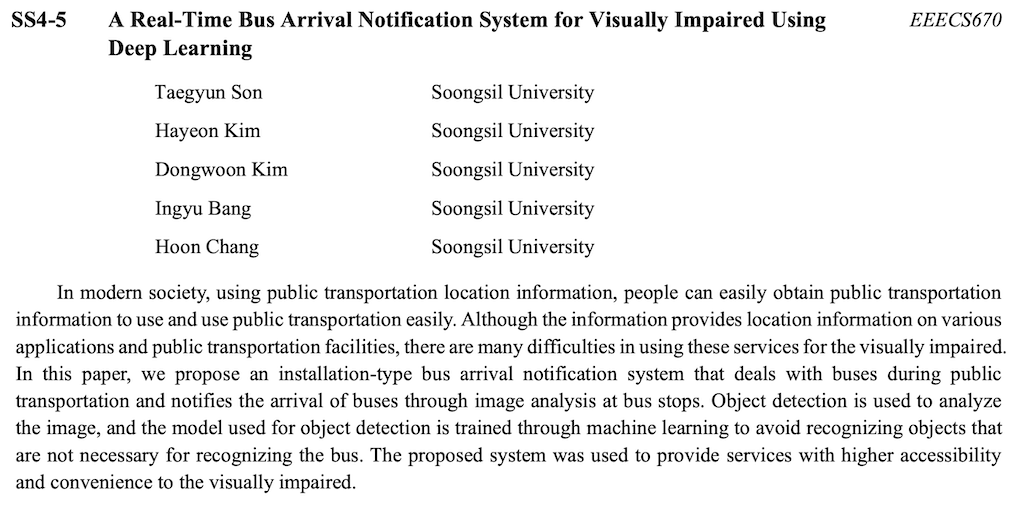 SS4-5 A Real-Time Bus Arrival Notification System for Visually Impaired Using EEECS670
Deep Learning
Taegyun Son Soongsil University
Hayeon Kim Soongsil University
Dongwoon Kim Soongsil University
Ingyu Bang Soongsil University
Hoon Chang Soongsil University
In modern society, using public transportation location information, people can easily obtain public transportation
information to use and use public transportation easily. Although the information provides location information on various
applications and public transportation facilities, there are many difficulties in using these services for the visually impaired.
In this paper, we propose an installation-type bus arrival notification system that deals with buses during public
transportation and notifies the arrival of buses through image analysis at bus stops. Object detection is used to analyze
the image, and the model used for object detection is trained through machine learning to avoid recognizing objects that
are not necessary for recognizing the bus. The proposed system was used to provide services with higher accessibility
and convenience to the visually impaired.